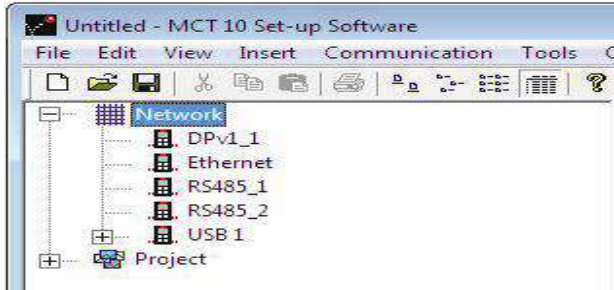 Untitled - MCT 10 Set-up Software
File Edit View Insert Communication Tools
Network
DPv1_1
Ethernet
RS485_1
RS485_2
USB 1
Project